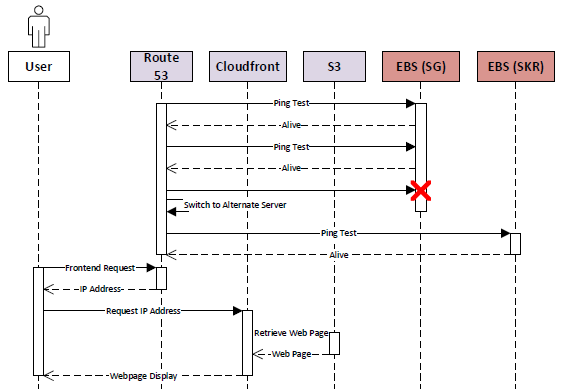 User
Route
53
Cloudfront
S3
EBS (SG)
EBS (SKR)
Ping Test
Alive
Ping Test
Alive
Switch to Alternate Server
Ping Test
Alive
Frontend Request
IP Address
Request IP Address
Retrieve Web Page
Web Page
Webpage Display